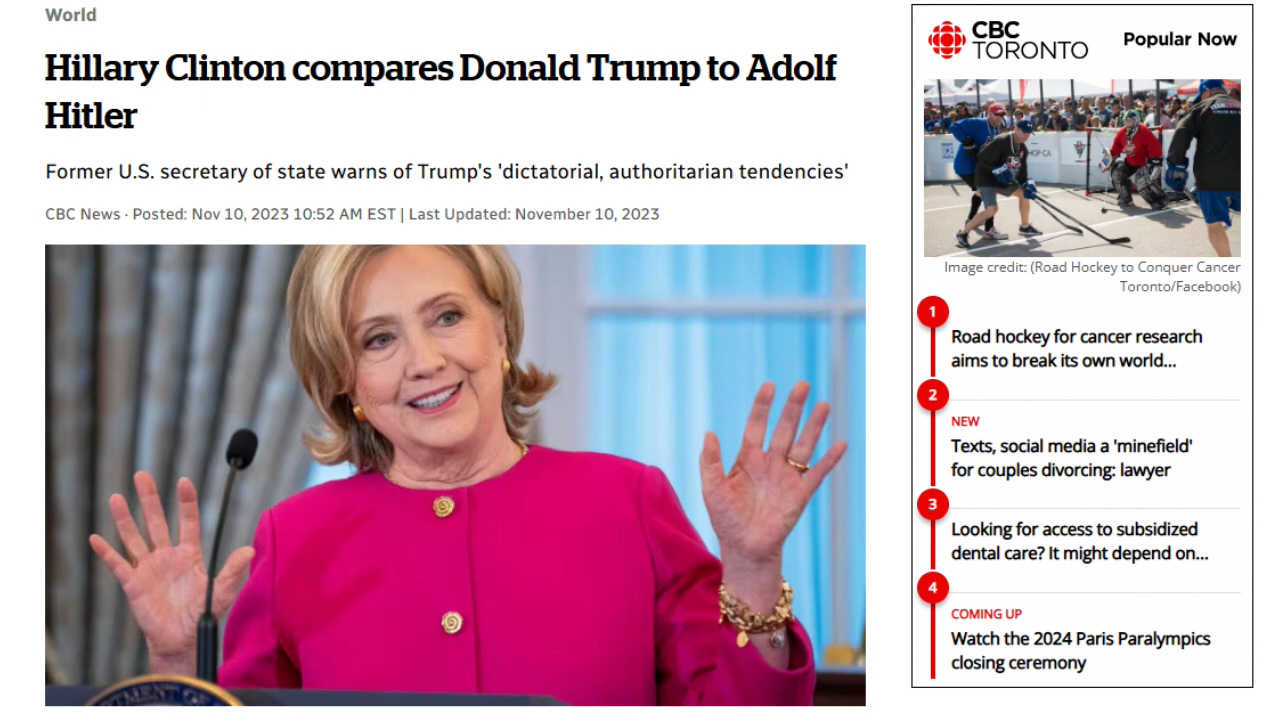 World
Hillary Clinton compares Donald Trump to Adolf
Hitler
Former U.S. secretary of state warns of Trump's 'dictatorial, authoritarian tendencies'
CBC News · Posted: Nov 10, 2023 10:52 AM EST | Last Updated: November 10, 2023
CBC
TORONTO
Popular Now
Image credit: (Road Hockey to Conquer Cancer
Toronto/Facebook)
1
Road hockey for cancer research
aims to break its own world...
2
NEW
Texts, social media a 'minefield'
for couples divorcing: lawyer
3
Looking for access to subsidized
dental care? It might depend on...
4
COMING UP
Watch the 2024 Paris Paralympics
closing ceremony